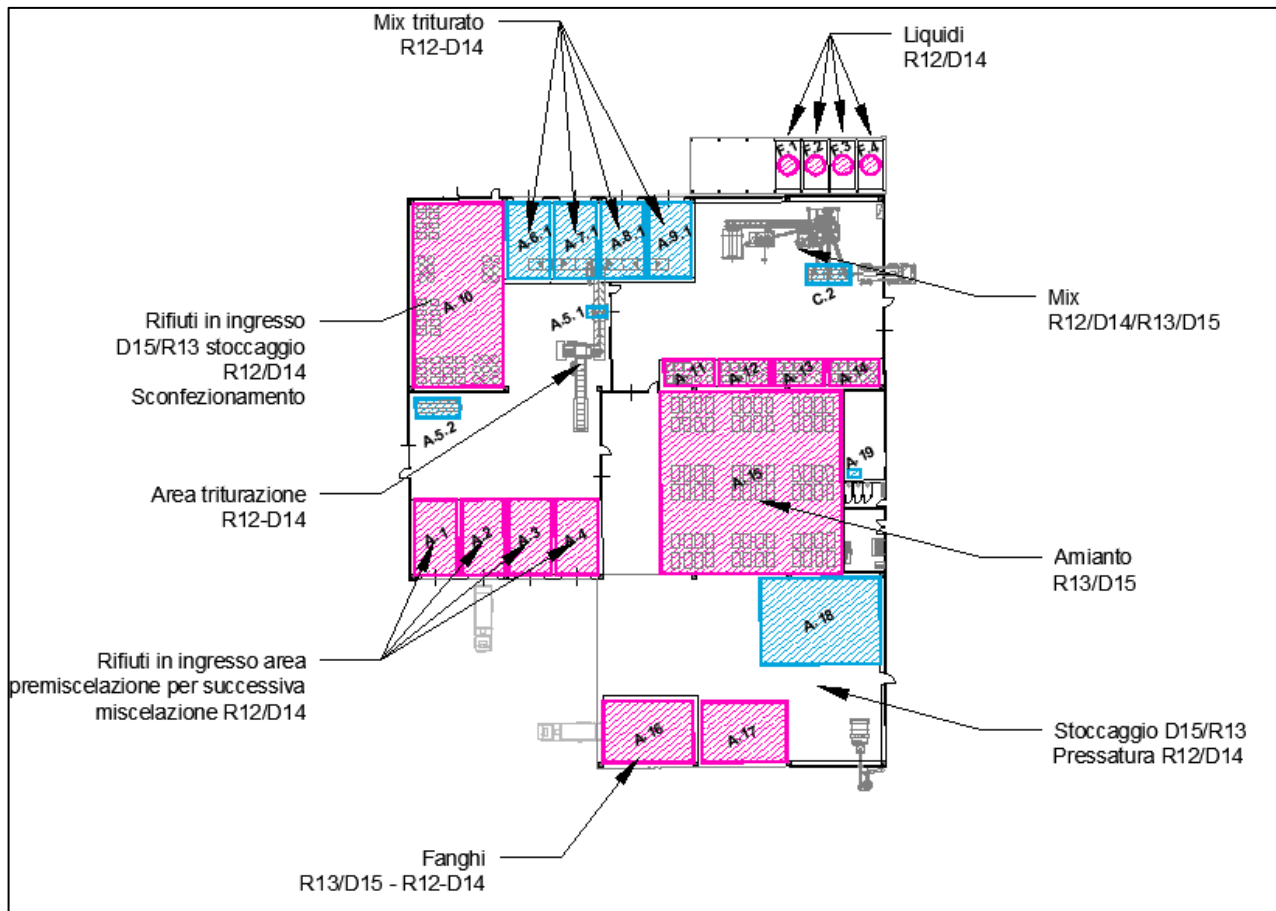 Mix triturato
R12-D14
Liquidi
R12/D14
F.1
F.2
F.3
F.4
A.6.1
A.7.1
A.8.1
A.9.1
A.10
C.2
Mix
R12/D14/R13/D15
A.5.1
Rifiuti in ingresso
D15/R13 stoccaggio
R12/D14
Sconfezionamento
A.11
A.12
A.13
A.14
A.5.2
A.19
A.15
Area triturazione
R12-D14
A.1
A.2
A.3
A.4
Amianto
R13/D15
A.18
Rifiuti in ingresso area
premiscelazione per successiva
miscelazione R12/D14
A.16
A.17
Stoccaggio D15/R13
Pressatura R12/D14
Fanghi
R13/D15 - R12-D14